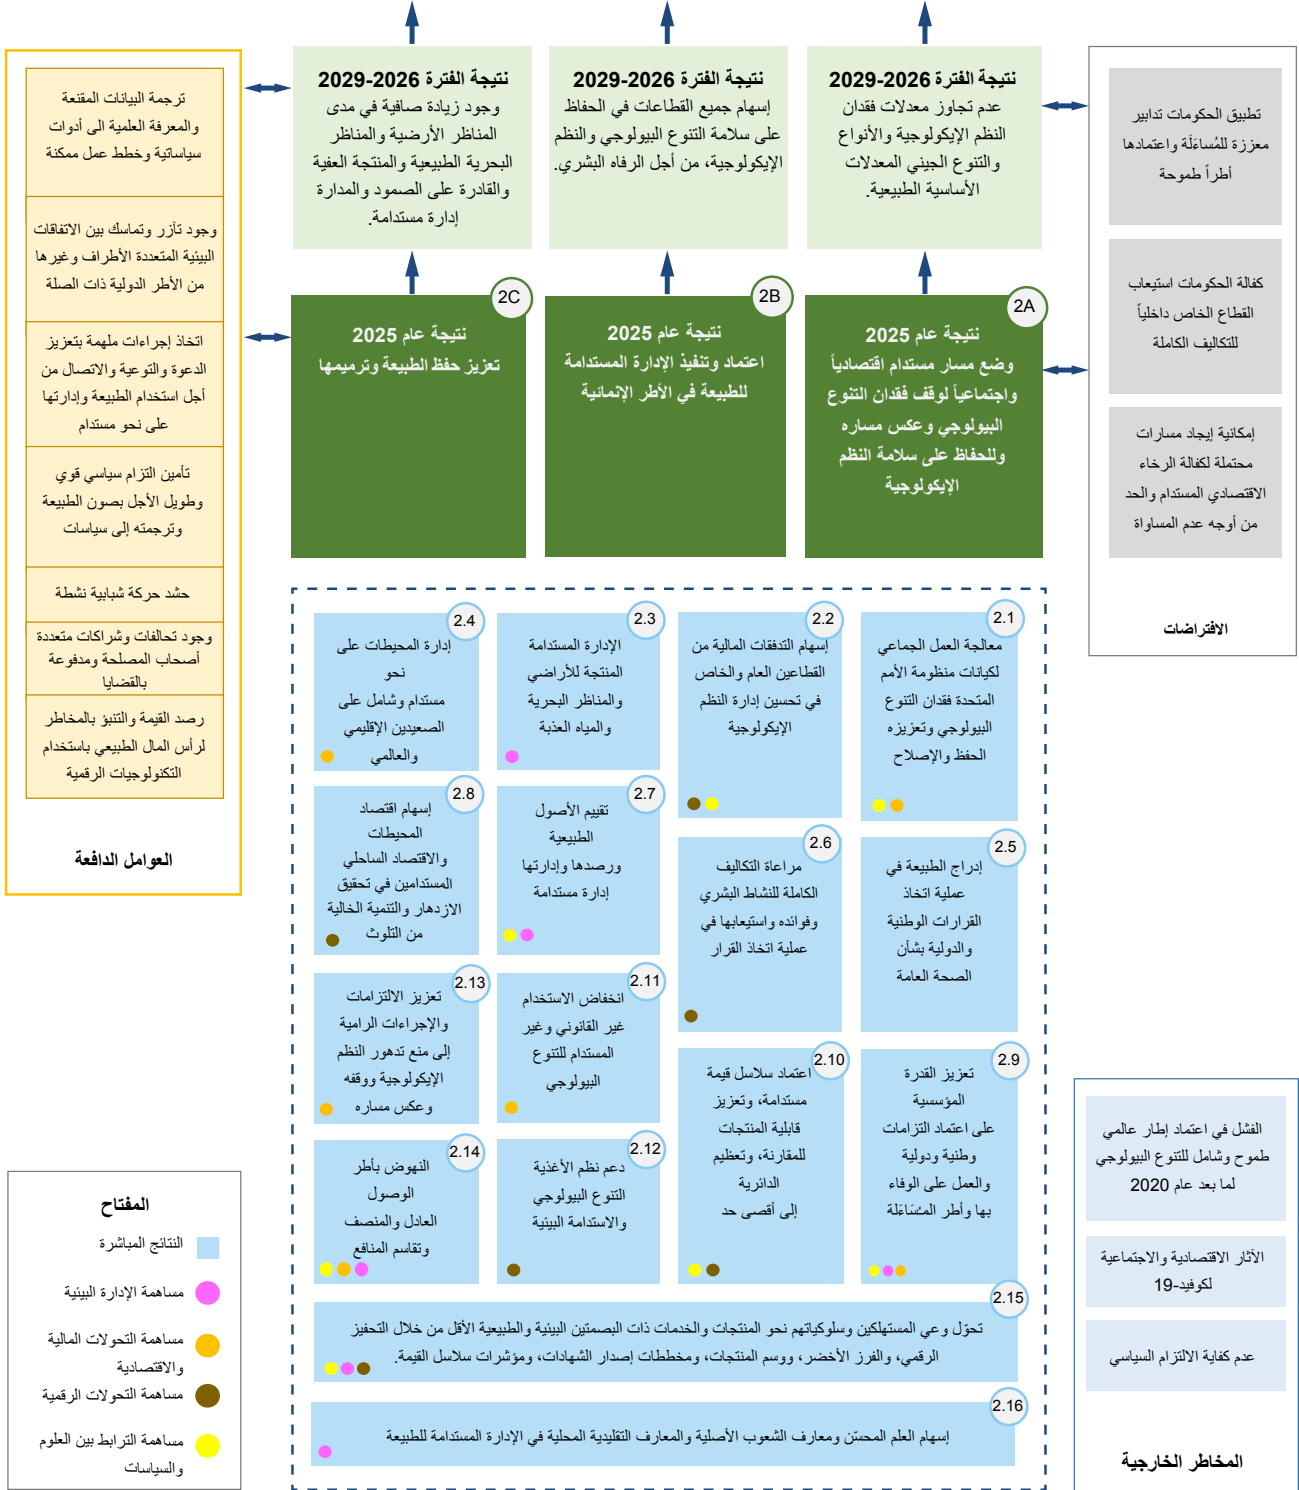 نتيجة الفترة 2026-2029
عدم تجاوز معدلات فقدان
النظم الإيكولوجية والأنواع
والتنوع الجيني المعدلات
الأساسية الطبيعية.
نتيجة الفترة 2026-2029
إسهام جميع القطاعات في الحفاظ
على سلامة التنوع البيولوجي والنظم
الإيكولوجية، من أجل الرفاه البشري.
نتيجة الفترة 2026-2029
وجود زيادة صافية في مدى
المناظر الأرضية والمناظر
البحرية الطبيعية والمنتجة العفية
والقادرة على الصمود والمدارة
إدارة مستدامة.
2A
نتيجة عام 2025
وضع مسار مستدام اقتصادياً
واجتماعياً لوقف فقدان التنوع
البيولوجي وعكس مساره
وللحفاظ على سلامة النظم
الإيكولوجية
2B
نتيجة عام 2025
اعتماد وتنفيذ الإدارة المستدامة
للطبيعة في الأطر الإنمائية
2C
نتيجة عام 2025
تعزيز حفظ الطبيعة وترميمها
تطبيق الحكومات تدابير
معززة للمُساءَلَة واعتمادها
أطراً طموحة
كفالة الحكومات استيعاب
القطاع الخاص داخلياً
للتكاليف الكاملة
إمكانية إيجاد مسارات
محتملة لكفالة الرخاء
الاقتصادي المستدام والحد
من أوجه عدم المساواة
الافتراضات
ترجمة البيانات المقنعة
والمعرفة العلمية الى أدوات
سياساتية وخطط عمل ممكنة
وجود تآزر وتماسك بين الاتفاقات
البيئية المتعددة الأطراف وغيرها
من الأطر الدولية ذات الصلة
اتخاذ إجراءات ملهمة بتعزيز
الدعوة والتوعية والاتصال من
أجل استخدام الطبيعة وإدارتها
على نحو مستدام
تأمين التزام سياسي قوي
وطويل الأجل بصون الطبيعة
وترجمته إلى سياسات
حشد حركة شبابية نشطة
وجود تحالفات وشراكات متعددة
أصحاب المصلحة ومدفوعة
بالقضايا
رصد القيمة والتنبؤ بالمخاطر
لرأس المال الطبيعي باستخدام
التكنولوجيات الرقمية
العوامل الدافعة
2.1
معالجة العمل الجماعي
لكيانات منظومة الأمم
المتحدة فقدان التنوع
البيولوجي وتعزيزه
الحفظ والإصلاح
2.2
إسهام التدفقات المالية من
القطاعين العام والخاص
في تحسين إدارة النظم
الإيكولوجية
2.3
الإدارة المستدامة
المنتجة للأراضي
والمناظر البحرية
والمياه العذبة
2.4
إدارة المحيطات على
نحو
مستدام وشامل على
الصعيدين الإقليمي
والعالمي
2.5
إدراج الطبيعة في
عملية اتخاذ
القرارات الوطنية
والدولية بشأن
الصحة العامة
2.6
مراعاة التكاليف
الكاملة للنشاط البشري
وفوائده واستيعابها في
عملية اتخاذ القرار
2.7
تقييم الأصول
الطبيعية
ورصدها وإدارتها
إدارة مستدامة
2.8
إسهام اقتصاد
المحيطات
والاقتصاد الساحلي
المستدامين في تحقيق
الازدهار والتنمية الخالية
من التلوث
2.9
تعزيز القدرة
المؤسسية
على اعتماد التزامات
وطنية ودولية
والعمل على الوفاء
بها وأطر المُسَاءَلة
2.10
اعتماد سلاسل قيمة
مستدامة، وتعزيز
قابلية المنتجات
للمقارنة، وتعظيم
الدائرية
إلى أقصى حد
2.11
انخفاض الاستخدام
غير القانوني وغير
المستدام للتنوع
البيولوجي
2.13
تعزيز الالتزامات
والإجراءات الرامية
إلى منع تدهور النظم
الإيكولوجية ووقفه
وعكس مساره
2.12
دعم نظم الأغذية
التنوع البيولوجي
والاستدامة البيئية
2.14
النهوض بأطر
الوصول
العادل والمنصف
وتقاسم المنافع
2.15
تحوّل وعي المستهلكين وسلوكياتهم نحو المنتجات والخدمات ذات البصمتين البيئية والطبيعية الأقل من خلال التحفيز
الرقمي، والفرز الأخضر، ووسم المنتجات، ومخططات إصدار الشهادات، ومؤشرات سلاسل القيمة.
2.16
إسهام العلم المحسّن ومعارف الشعوب الأصلية والمعارف التقليدية المحلية في الإدارة المستدامة للطبيعة
الفشل في اعتماد إطار عالمي
طموح وشامل للتنوع البيولوجي
لما بعد عام 2020
الآثار الاقتصادية والاجتماعية
لكوفيد-19
عدم كفاية الالتزام السياسي
المخاطر الخارجية
المفتاح
النتائج المباشرة
مساهمة الإدارة البيئية
مساهمة التحولات المالية
والاقتصادية
مساهمة التحولات الرقمية
مساهمة الترابط بين العلوم
والسياسات